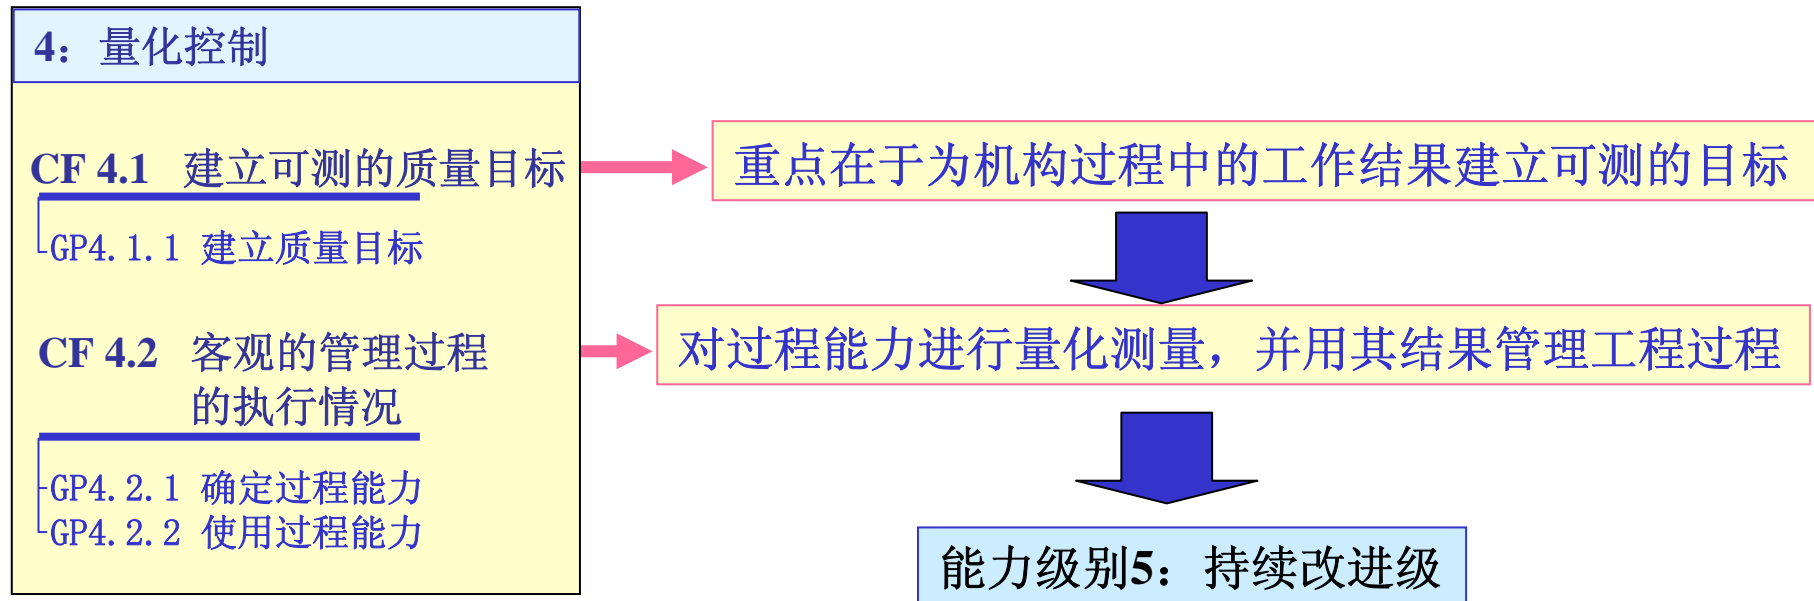 4：量化控制
CF 4.1 建立可测的质量目标
GP4.1.1 建立质量目标
CF 4.2 客观的管理过程
的执行情况
GP4.2.1 确定过程能力
GP4.2.2 使用过程能力
重点在于为机构过程中的工作结果建立可测的目标
对过程能力进行量化测量，并用其结果管理工程过程
能力级别5：持续改进级